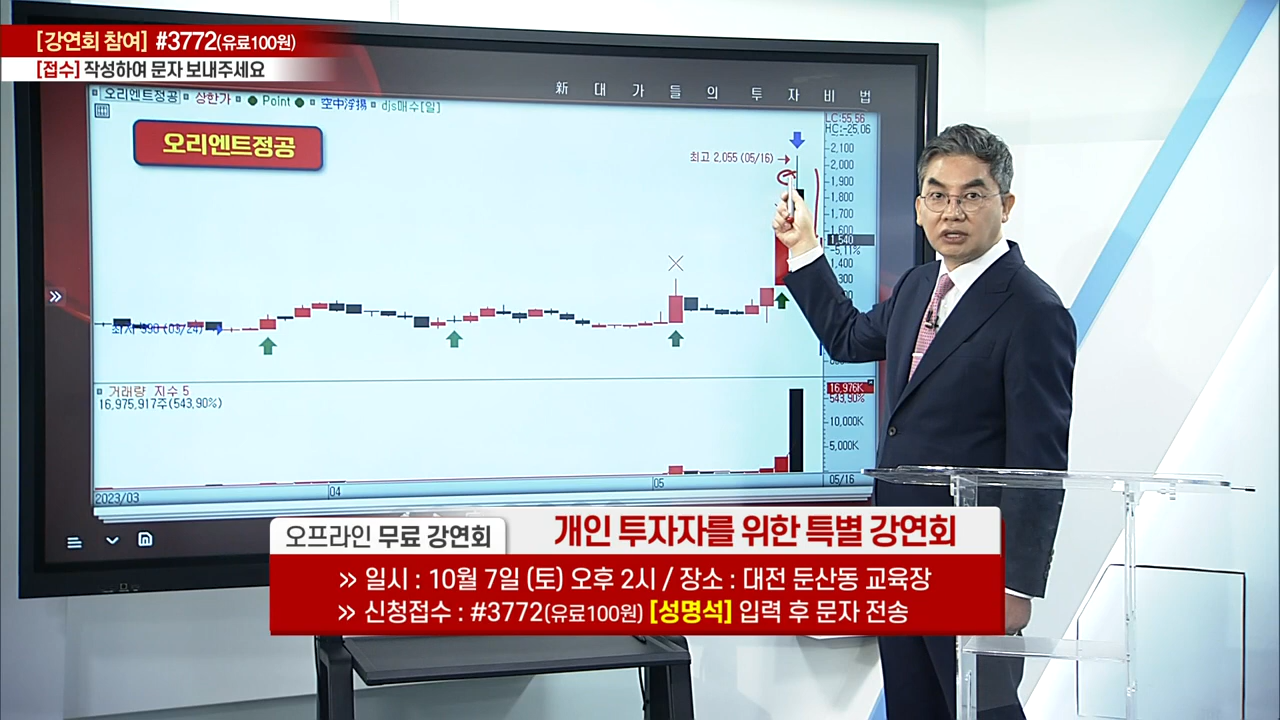 [강연회 참여] #3772(유료100원)
[접수] 작성하여 문자 보내주세요
新 대 가 들 의 투 자 비 법
오리엔트정공 상한가 Point 空中浮揚 djs매수[일]
오리엔트정공
LC:55.56
HC:-25.06
최고 2,055 (05/16)
2,100
2,000
1,900
1,800
1,700
1,600
1,540
-5.11%
1,400
300
990 (03/24)
거래량 지수 5
16,975,917주(543.90%)
16,976K
543.90%
10,000K
5,000K
2023/03
04
05
05/16
오프라인 무료 강연회
개인 투자자를 위한 특별 강연회
» 일시 : 10월 7일 (토) 오후 2시 / 장소 : 대전 둔산동 교육장
» 신청접수 : #3772(유료100원) [성명석] 입력 후 문자 전송